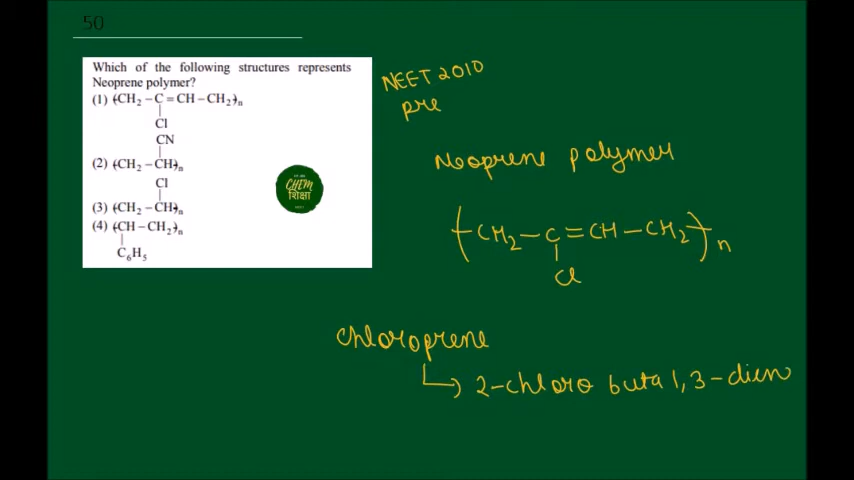 50
Which of the following structures represents
Neoprene polymer?
(1) (CH₂ – C = CH – CH₂)ₙ
|
Cl
CN
|
(2) (CH₂ – CH)ₙ
Cl
|
(3) (CH₂ – CH)ₙ
(4) (CH – CH₂)ₙ
|
C₆H₅
CHEM
शिक्षा
NEET 2010
pre
Neoprene polymer
(CH₂ – C = CH – CH₂)ₙ
|
Cl
chloroprene
↳ 2-chloro buta 1,3-dien